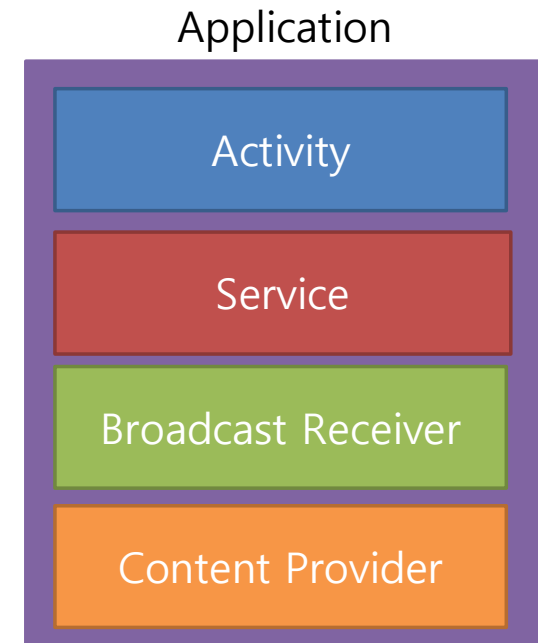 Application
Activity
Service
Broadcast Receiver
Content Provider